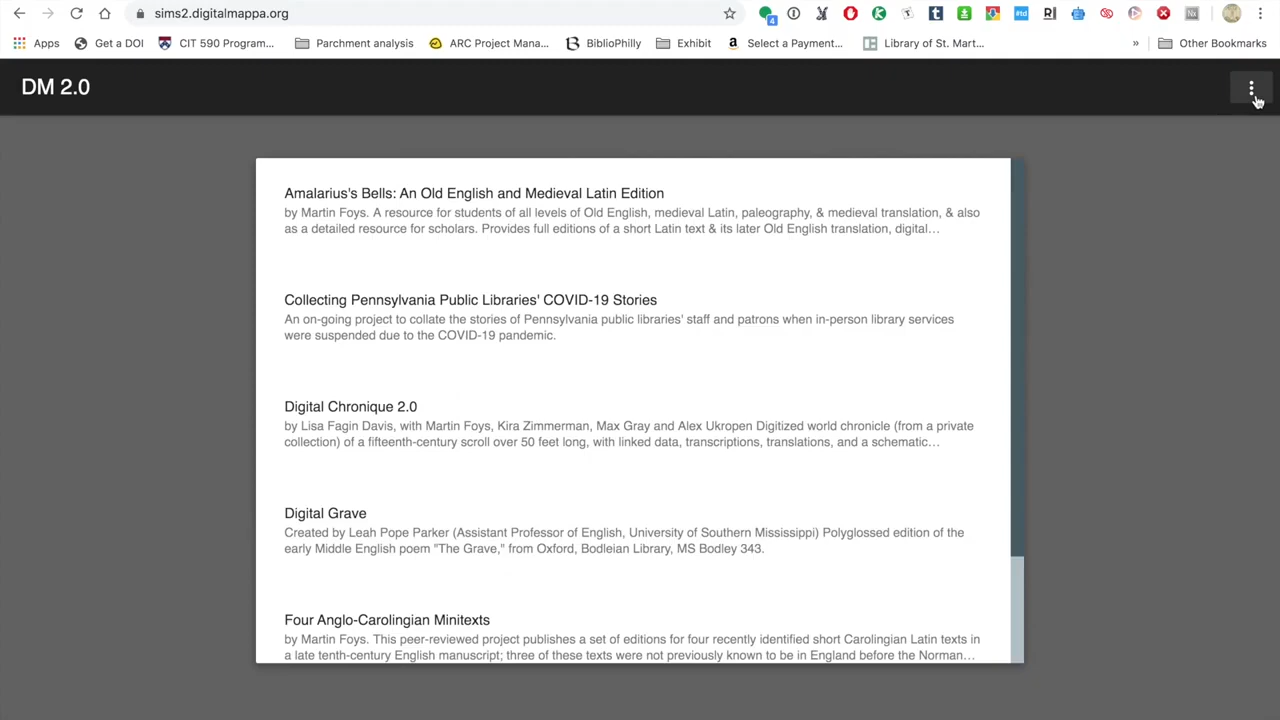 sims2.digitalmappa.org
4
#td
R
Nx
Apps
Get a DOI
CIT 590 Program...
Parchment analysis
ARC Project Mana...
BiblioPhilly
Exhibit
Select a Payment...
Library of St. Mart...
»
Other Bookmarks
DM 2.0
Amalarius's Bells: An Old English and Medieval Latin Edition
by Martin Foys. A resource for students of all levels of Old English, medieval Latin, paleography, & medieval translation, & also
as a detailed resource for scholars. Provides full editions of a short Latin text & its later Old English translation, digital…
Collecting Pennsylvania Public Libraries' COVID-19 Stories
An on-going project to collate the stories of Pennsylvania public libraries' staff and patrons when in-person library services
were suspended due to the COVID-19 pandemic.
Digital Chronique 2.0
by Lisa Fagin Davis, with Martin Foys, Kira Zimmerman, Max Gray and Alex Ukropen Digitized world chronicle (from a private
collection) of a fifteenth-century scroll over 50 feet long, with linked data, transcriptions, translations, and a schematic…
Digital Grave
Created by Leah Pope Parker (Assistant Professor of English, University of Southern Mississippi) Polyglossed edition of the
early Middle English poem "The Grave," from Oxford, Bodleian Library, MS Bodley 343.
Four Anglo-Carolingian Minitexts
by Martin Foys. This peer-reviewed project publishes a set of editions for four recently identified short Carolingian Latin texts in
a late tenth-century English manuscript; three of these texts were not previously known to be in England before the Norman…